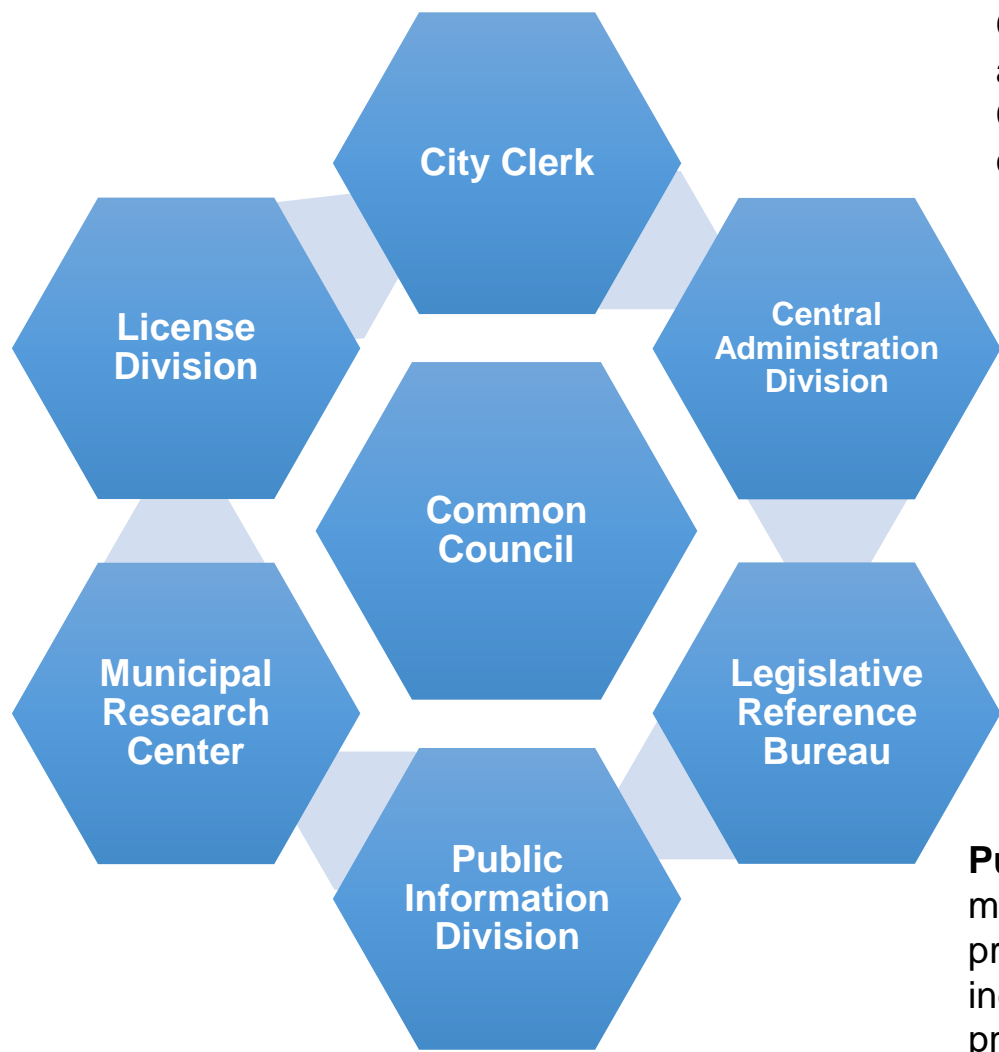 City Clerk
License
Division
Central
Administration
Division
Common
Council
Municipal
Research
Center
Legislative
Reference
Bureau
Public
Information
Division